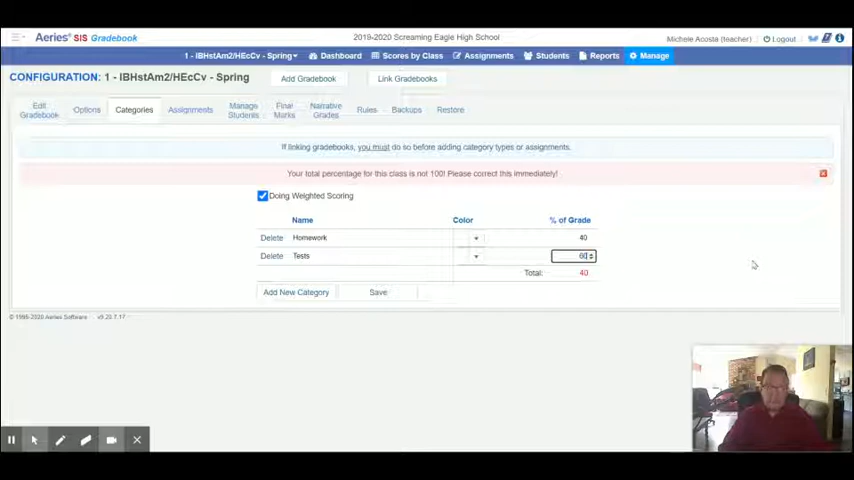 Aeries® SIS Gradebook
2019-2020 Screaming Eagle High School
Michele Acosta (teacher) Logout
1 - IBHstAm2/HEcCv - Spring Dashboard Scores by Class Assignments Students Reports Manage
CONFIGURATION: 1 - IBHstAm2/HEcCv - Spring Add Gradebook Link Gradebooks
Edit Gradebook Options Categories Assignments Manage Students Final Marks Narrative Grades Rules Backups Restore
If linking gradebooks, you must do so before adding category types or assignments.
Your total percentage for this class is not 100! Please correct this immediately!
Doing Weighted Scoring
Name Color % of Grade
Delete Homework 40
Delete Tests 60
Total: 40
Add New Category Save
© 1995-2020 Aeries Software v9.20.7.17